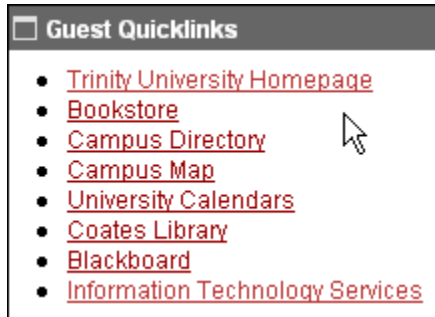 Guest Quicklinks
Trinity University Homepage
Bookstore
Campus Directory
Campus Map
University Calendars
Coates Library
Blackboard
Information Technology Services